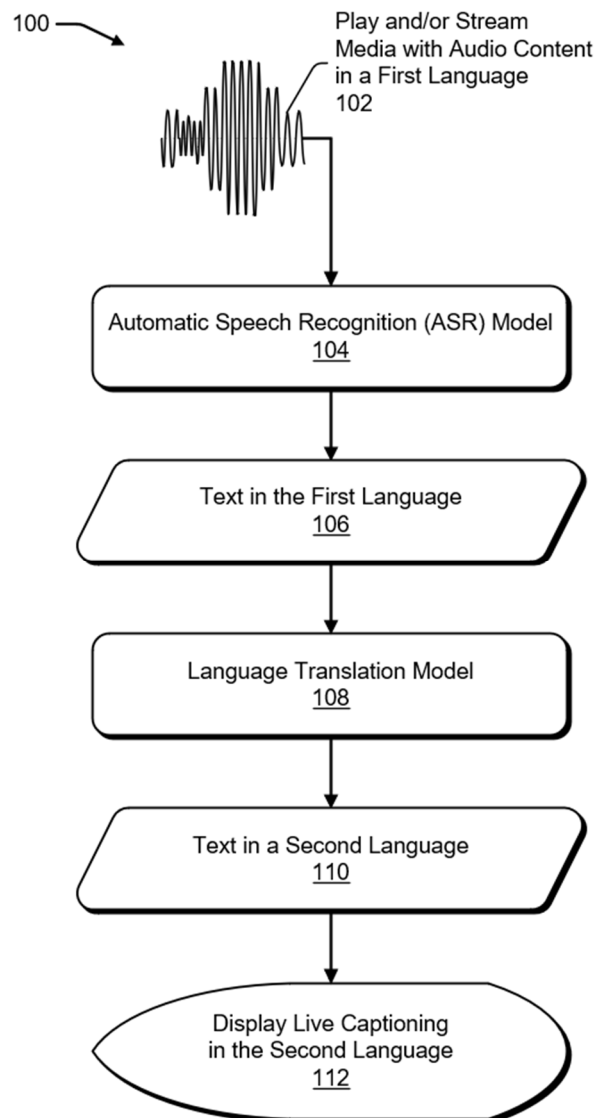 100
Play and/or Stream
Media with Audio Content
in a First Language
102
Automatic Speech Recognition (ASR) Model
104
Text in the First Language
106
Language Translation Model
108
Text in a Second Language
110
Display Live Captioning
in the Second Language
112